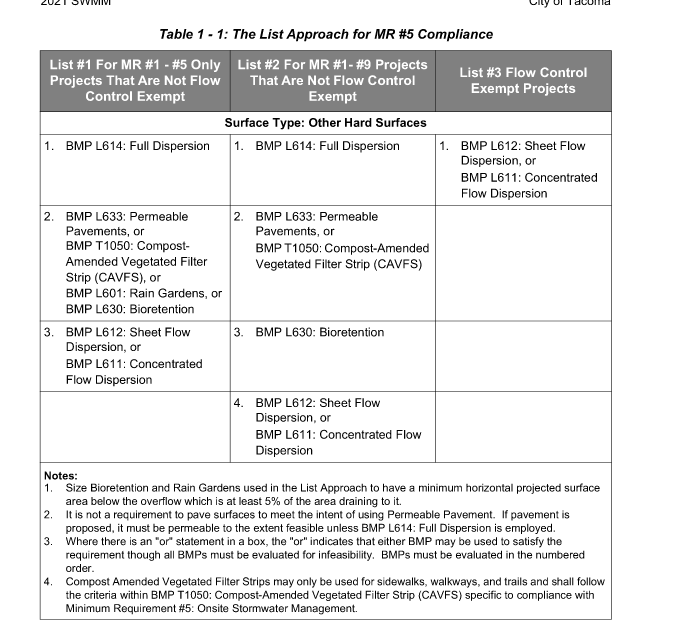 2021 SWMM
City of Tacoma
Table 1 - 1: The List Approach for MR #5 Compliance
List #1 For MR #1 - #5 Only
Projects That Are Not Flow
Control Exempt
List #2 For MR #1- #9 Projects
That Are Not Flow Control
Exempt
List #3 Flow Control
Exempt Projects
Surface Type: Other Hard Surfaces
1. BMP L614: Full Dispersion
1. BMP L614: Full Dispersion
1. BMP L612: Sheet Flow
Dispersion, or
BMP L611: Concentrated
Flow Dispersion
2. BMP L633: Permeable
Pavements, or
BMP T1050: Compost-
Amended Vegetated Filter
Strip (CAVFS), or
BMP L601: Rain Gardens, or
BMP L630: Bioretention
2. BMP L633: Permeable
Pavements, or
BMP T1050: Compost-Amended
Vegetated Filter Strip (CAVFS)
3. BMP L612: Sheet Flow
Dispersion, or
BMP L611: Concentrated
Flow Dispersion
3. BMP L630: Bioretention
4. BMP L612: Sheet Flow
Dispersion, or
BMP L611: Concentrated Flow
Dispersion
Notes:
1. Size Bioretention and Rain Gardens used in the List Approach to have a minimum horizontal projected surface
area below the overflow which is at least 5% of the area draining to it.
2. It is not a requirement to pave surfaces to meet the intent of using Permeable Pavement. If pavement is
proposed, it must be permeable to the extent feasible unless BMP L614: Full Dispersion is employed.
3. Where there is an "or" statement in a box, the "or" indicates that either BMP may be used to satisfy the
requirement though all BMPs must be evaluated for infeasibility. BMPs must be evaluated in the numbered
order.
4. Compost Amended Vegetated Filter Strips may only be used for sidewalks, walkways, and trails and shall follow
the criteria within BMP T1050: Compost-Amended Vegetated Filter Strip (CAVFS) specific to compliance with
Minimum Requirement #5: Onsite Stormwater Management.